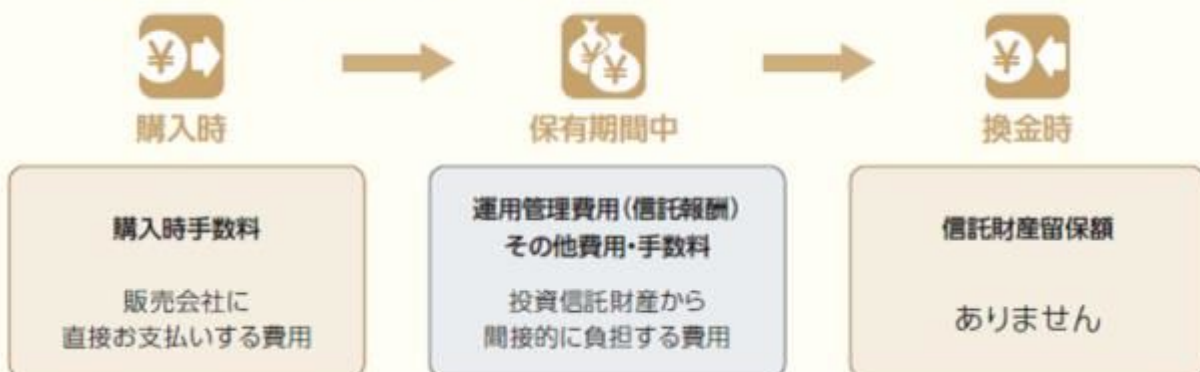 ¥
購入時
¥ ¥
保有期間中
¥
換金時
購入時手数料
販売会社に
直接お支払いする費用
運用管理費用(信託報酬)
その他費用・手数料
投資信託財産から
間接的に負担する費用
信託財産留保額
ありません